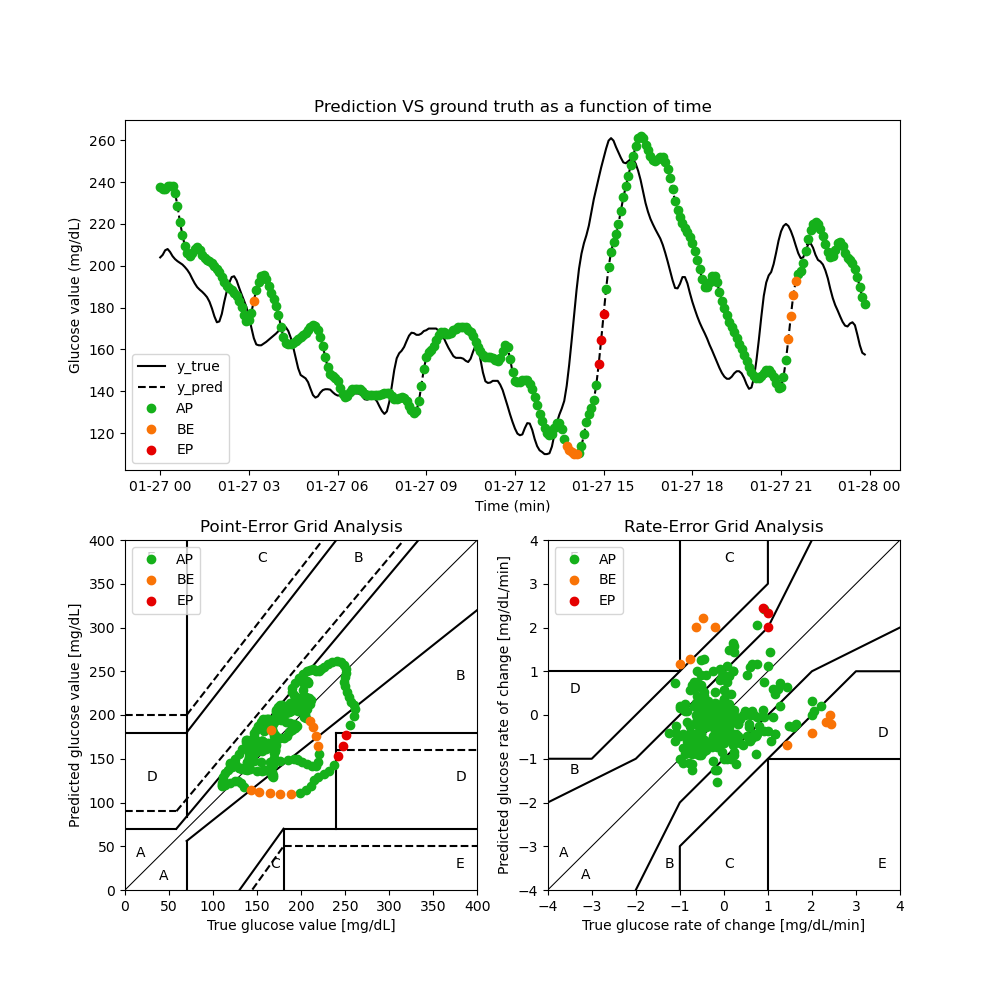 Prediction VS ground truth as a function of time
Glucose value (mg/dL)
260
240
220
200
180
160
140
120
y_true
y_pred
AP
BE
EP
01-27 00 01-27 03 01-27 06 01-27 09 01-27 12 01-27 15 01-27 18 01-27 21 01-28 00
Time (min)
Point-Error Grid Analysis
Predicted glucose value [mg/dL]
400
350
300
250
200
150
100
50
0
AP
BE
EP
C
B
B
D
D
A
A
C
E
0 50 100 150 200 250 300 350 400
True glucose value [mg/dL]
Rate-Error Grid Analysis
Predicted glucose rate of change [mg/dL/min]
4
3
2
1
0
−1
−2
−3
−4
AP
BE
EP
C
D
D
B
A
A
B
C
E
−4 −3 −2 −1 0 1 2 3 4
True glucose rate of change [mg/dL/min]